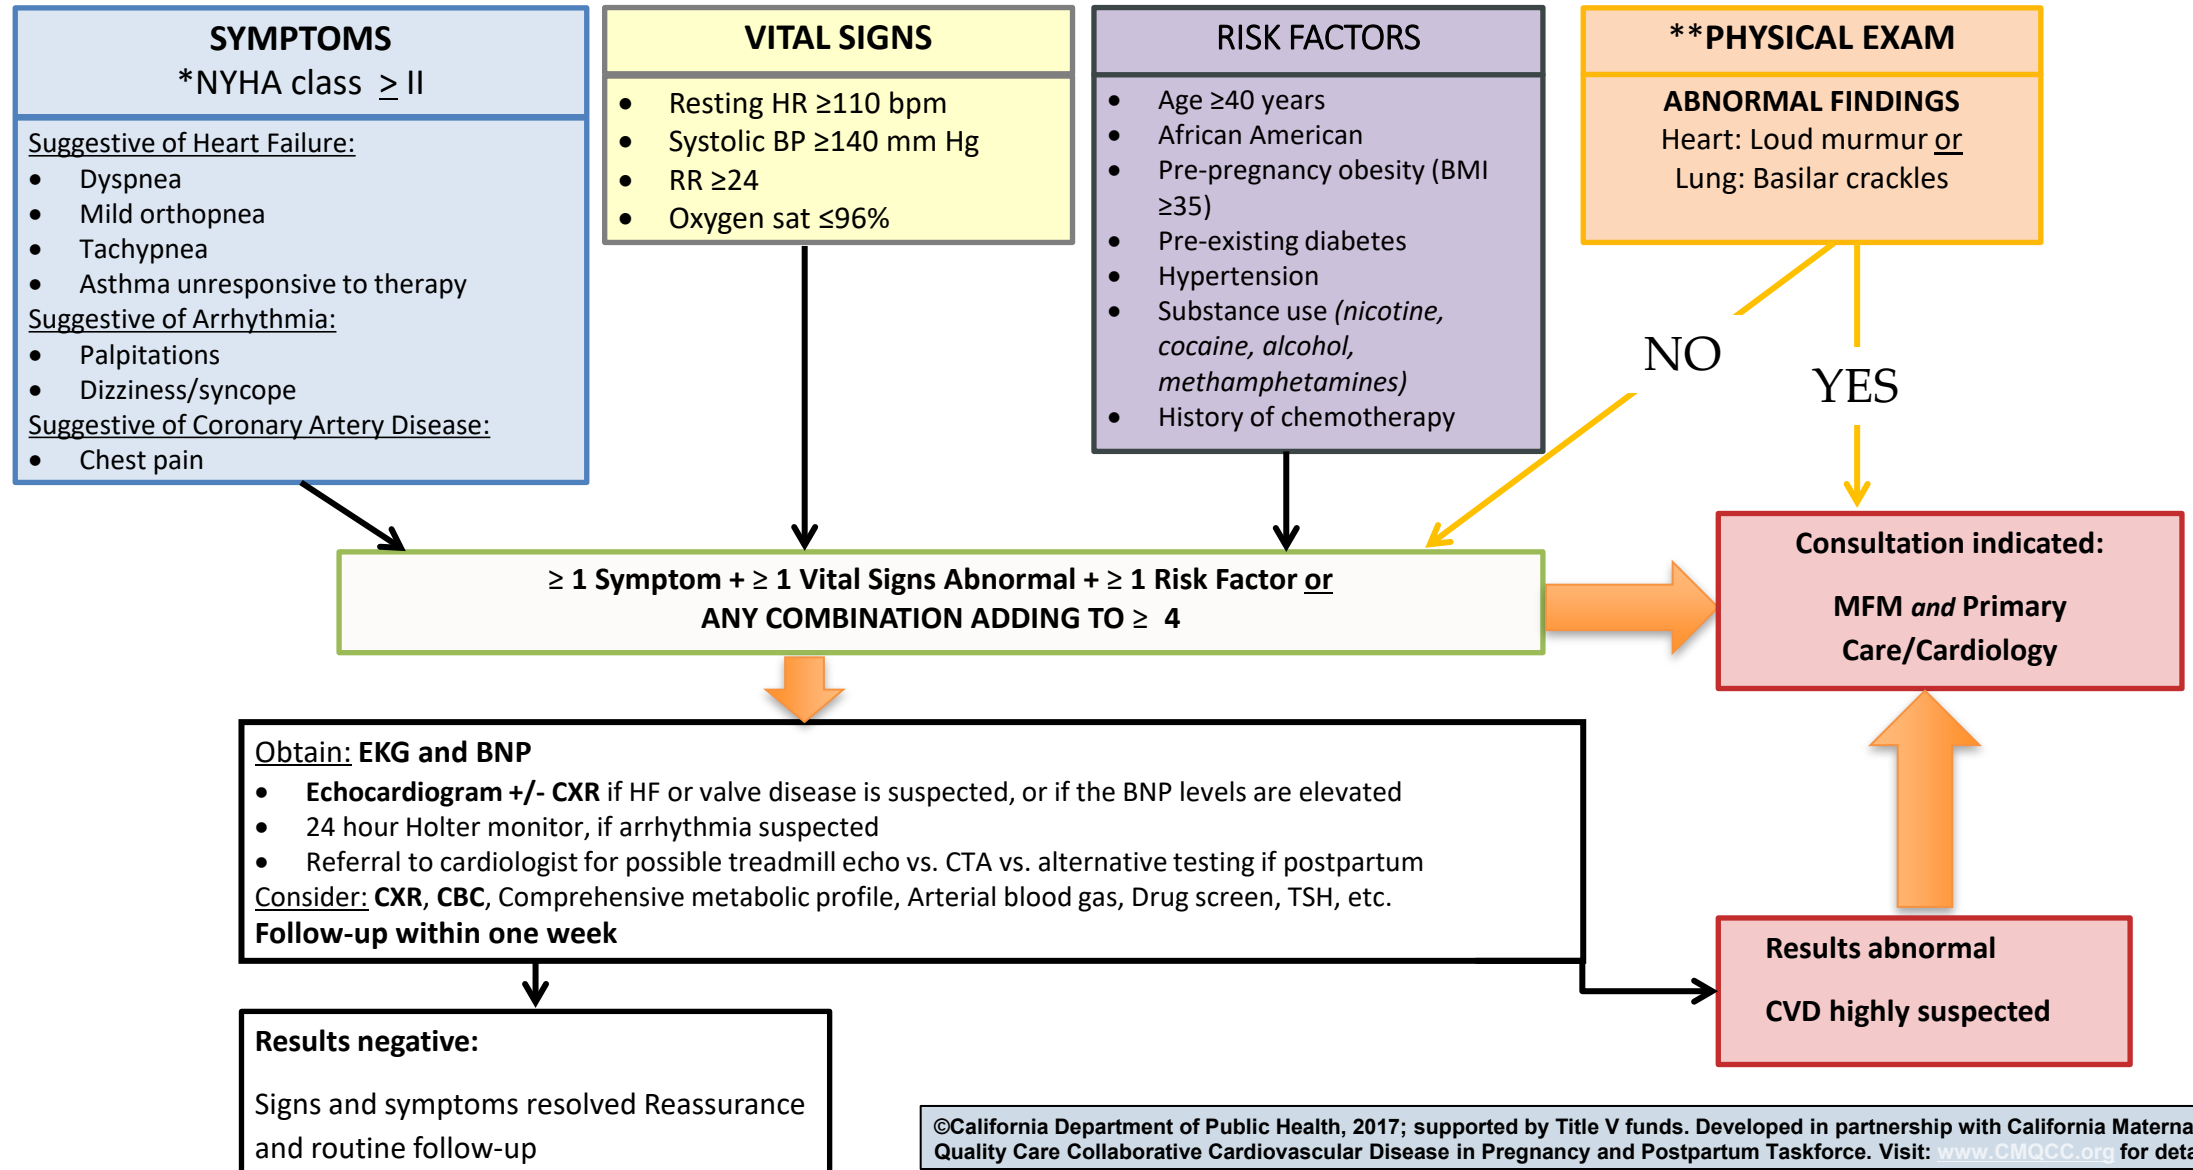 SYMPTOMS
*NYHA class ≥ II
Suggestive of Heart Failure:
• Dyspnea
• Mild orthopnea
• Tachypnea
• Asthma unresponsive to therapy
Suggestive of Arrhythmia:
• Palpitations
• Dizziness/syncope
Suggestive of Coronary Artery Disease:
• Chest pain
VITAL SIGNS
• Resting HR ≥110 bpm
• Systolic BP ≥140 mm Hg
• RR ≥24
• Oxygen sat ≤96%
RISK FACTORS
• Age ≥40 years
• African American
• Pre-pregnancy obesity (BMI
≥35)
• Pre-existing diabetes
• Hypertension
• Substance use (nicotine,
cocaine, alcohol,
methamphetamines)
• History of chemotherapy
**PHYSICAL EXAM
ABNORMAL FINDINGS
Heart: Loud murmur or
Lung: Basilar crackles
NO
YES
≥ 1 Symptom + ≥ 1 Vital Signs Abnormal + ≥ 1 Risk Factor or
ANY COMBINATION ADDING TO ≥ 4
Consultation indicated:
MFM and Primary
Care/Cardiology
Obtain: EKG and BNP
• Echocardiogram +/- CXR if HF or valve disease is suspected, or if the BNP levels are elevated
• 24 hour Holter monitor, if arrhythmia suspected
• Referral to cardiologist for possible treadmill echo vs. CTA vs. alternative testing if postpartum
Consider: CXR, CBC, Comprehensive metabolic profile, Arterial blood gas, Drug screen, TSH, etc.
Follow-up within one week
Results abnormal
CVD highly suspected
Results negative:
Signs and symptoms resolved Reassurance
and routine follow-up
©California Department of Public Health, 2017; supported by Title V funds. Developed in partnership with California Materna
Quality Care Collaborative Cardiovascular Disease in Pregnancy and Postpartum Taskforce. Visit: www.CMQCC.org for deta